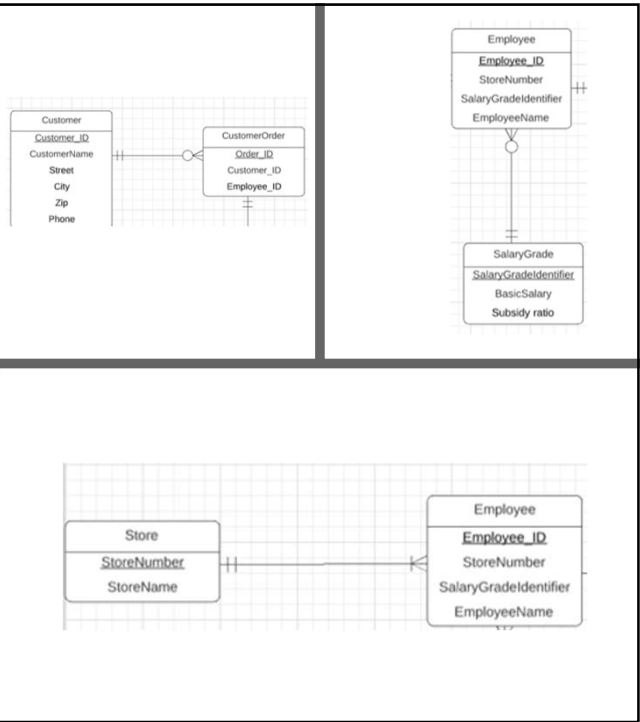 Customer
Customer_ID
CustomerName
Street
City
Zip
Phone
CustomerOrder
Order_ID
Customer_ID
Employee_ID
Employee
Employee_ID
StoreNumber
SalaryGradeIdentifier
EmployeeName
SalaryGrade
SalaryGradeIdentifier
BasicSalary
Subsidy ratio
Store
StoreNumber
StoreName
Employee
Employee_ID
StoreNumber
SalaryGradeIdentifier
EmployeeName